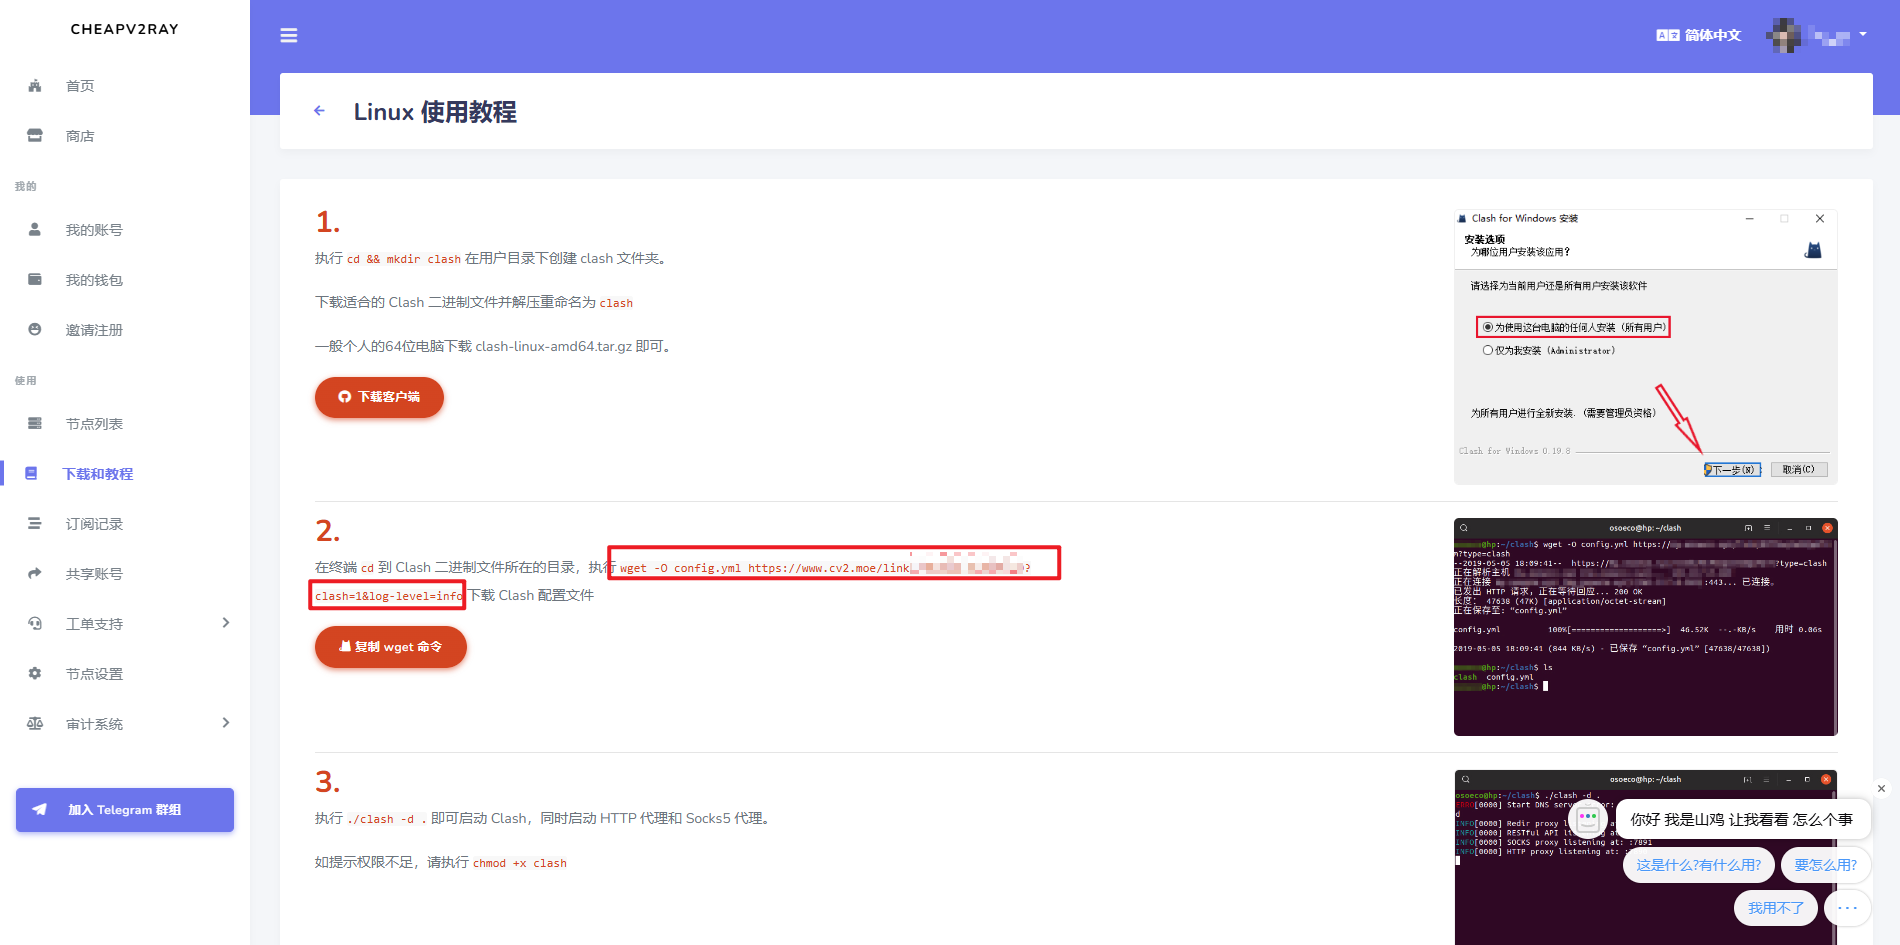 CHEAPV2RAY
首页
商店
我的
我的账号
我的钱包
邀请注册
使用
节点列表
下载和教程
订阅记录
共享账号
工单支持
节点设置
审计系统
加入 Telegram 群组
简体中文
Linux 使用教程
1.
执行 cd && mkdir clash 在用户目录下创建 clash 文件夹。
下载适合的 Clash 二进制文件并解压重命名为 clash
一般个人的64位电脑下载 clash-linux-amd64.tar.gz 即可。
下载客户端
Clash for Windows 安装
安装选项
为哪位用户安装该应用？
请选择为当前用户还是所有用户安装该软件
为使用这台电脑的任何人安装（所有用户）
仅为我安装（Administrator）
为所有用户进行全新安装.（需要管理员资格）
Clash for Windows 0.19.8
下一步(N)
取消(C)
2.
在终端 cd 到 Clash 二进制文件所在的目录，执行 wget -O config.yml https://www.cv2.moe/link
?
clash=1&log-level=info 下载 Clash 配置文件
复制 wget 命令
osoeco@hp: ~/clash
@hp:~/clash$ wget -O config.yml https://
m?type=clash
--2019-05-05 18:09:41-- https://
?type=clash
正在解析主机
正在连接
:443... 已连接。
已发出 HTTP 请求，正在等待回应... 200 OK
长度： 47638 (47K) [application/octet-stream]
正在保存至: “config.yml”
config.yml 100%[===================>] 46.52K --.-KB/s 用时 0.06s
2019-05-05 18:09:41 (844 KB/s) - 已保存 “config.yml” [47638/47638])
@hp:~/clash$ ls
clash config.yml
@hp:~/clash$
3.
执行 ./clash -d . 即可启动 Clash，同时启动 HTTP 代理和 Socks5 代理。
如提示权限不足，请执行 chmod +x clash
osoeco@hp: ~/clash
osoeco@hp:~/clash$ ./clash -d .
[0000] Start DNS serv
or:
d
INFO[0000] Redir proxy l
INFO[0000] RESTful API l
INFO[0000] SOCKS proxy listening at: :7891
INFO[0000] HTTP proxy listening at:
你好 我是山鸡 让我看看 怎么个事
这是什么?有什么用?
要怎么用?
我用不了
···